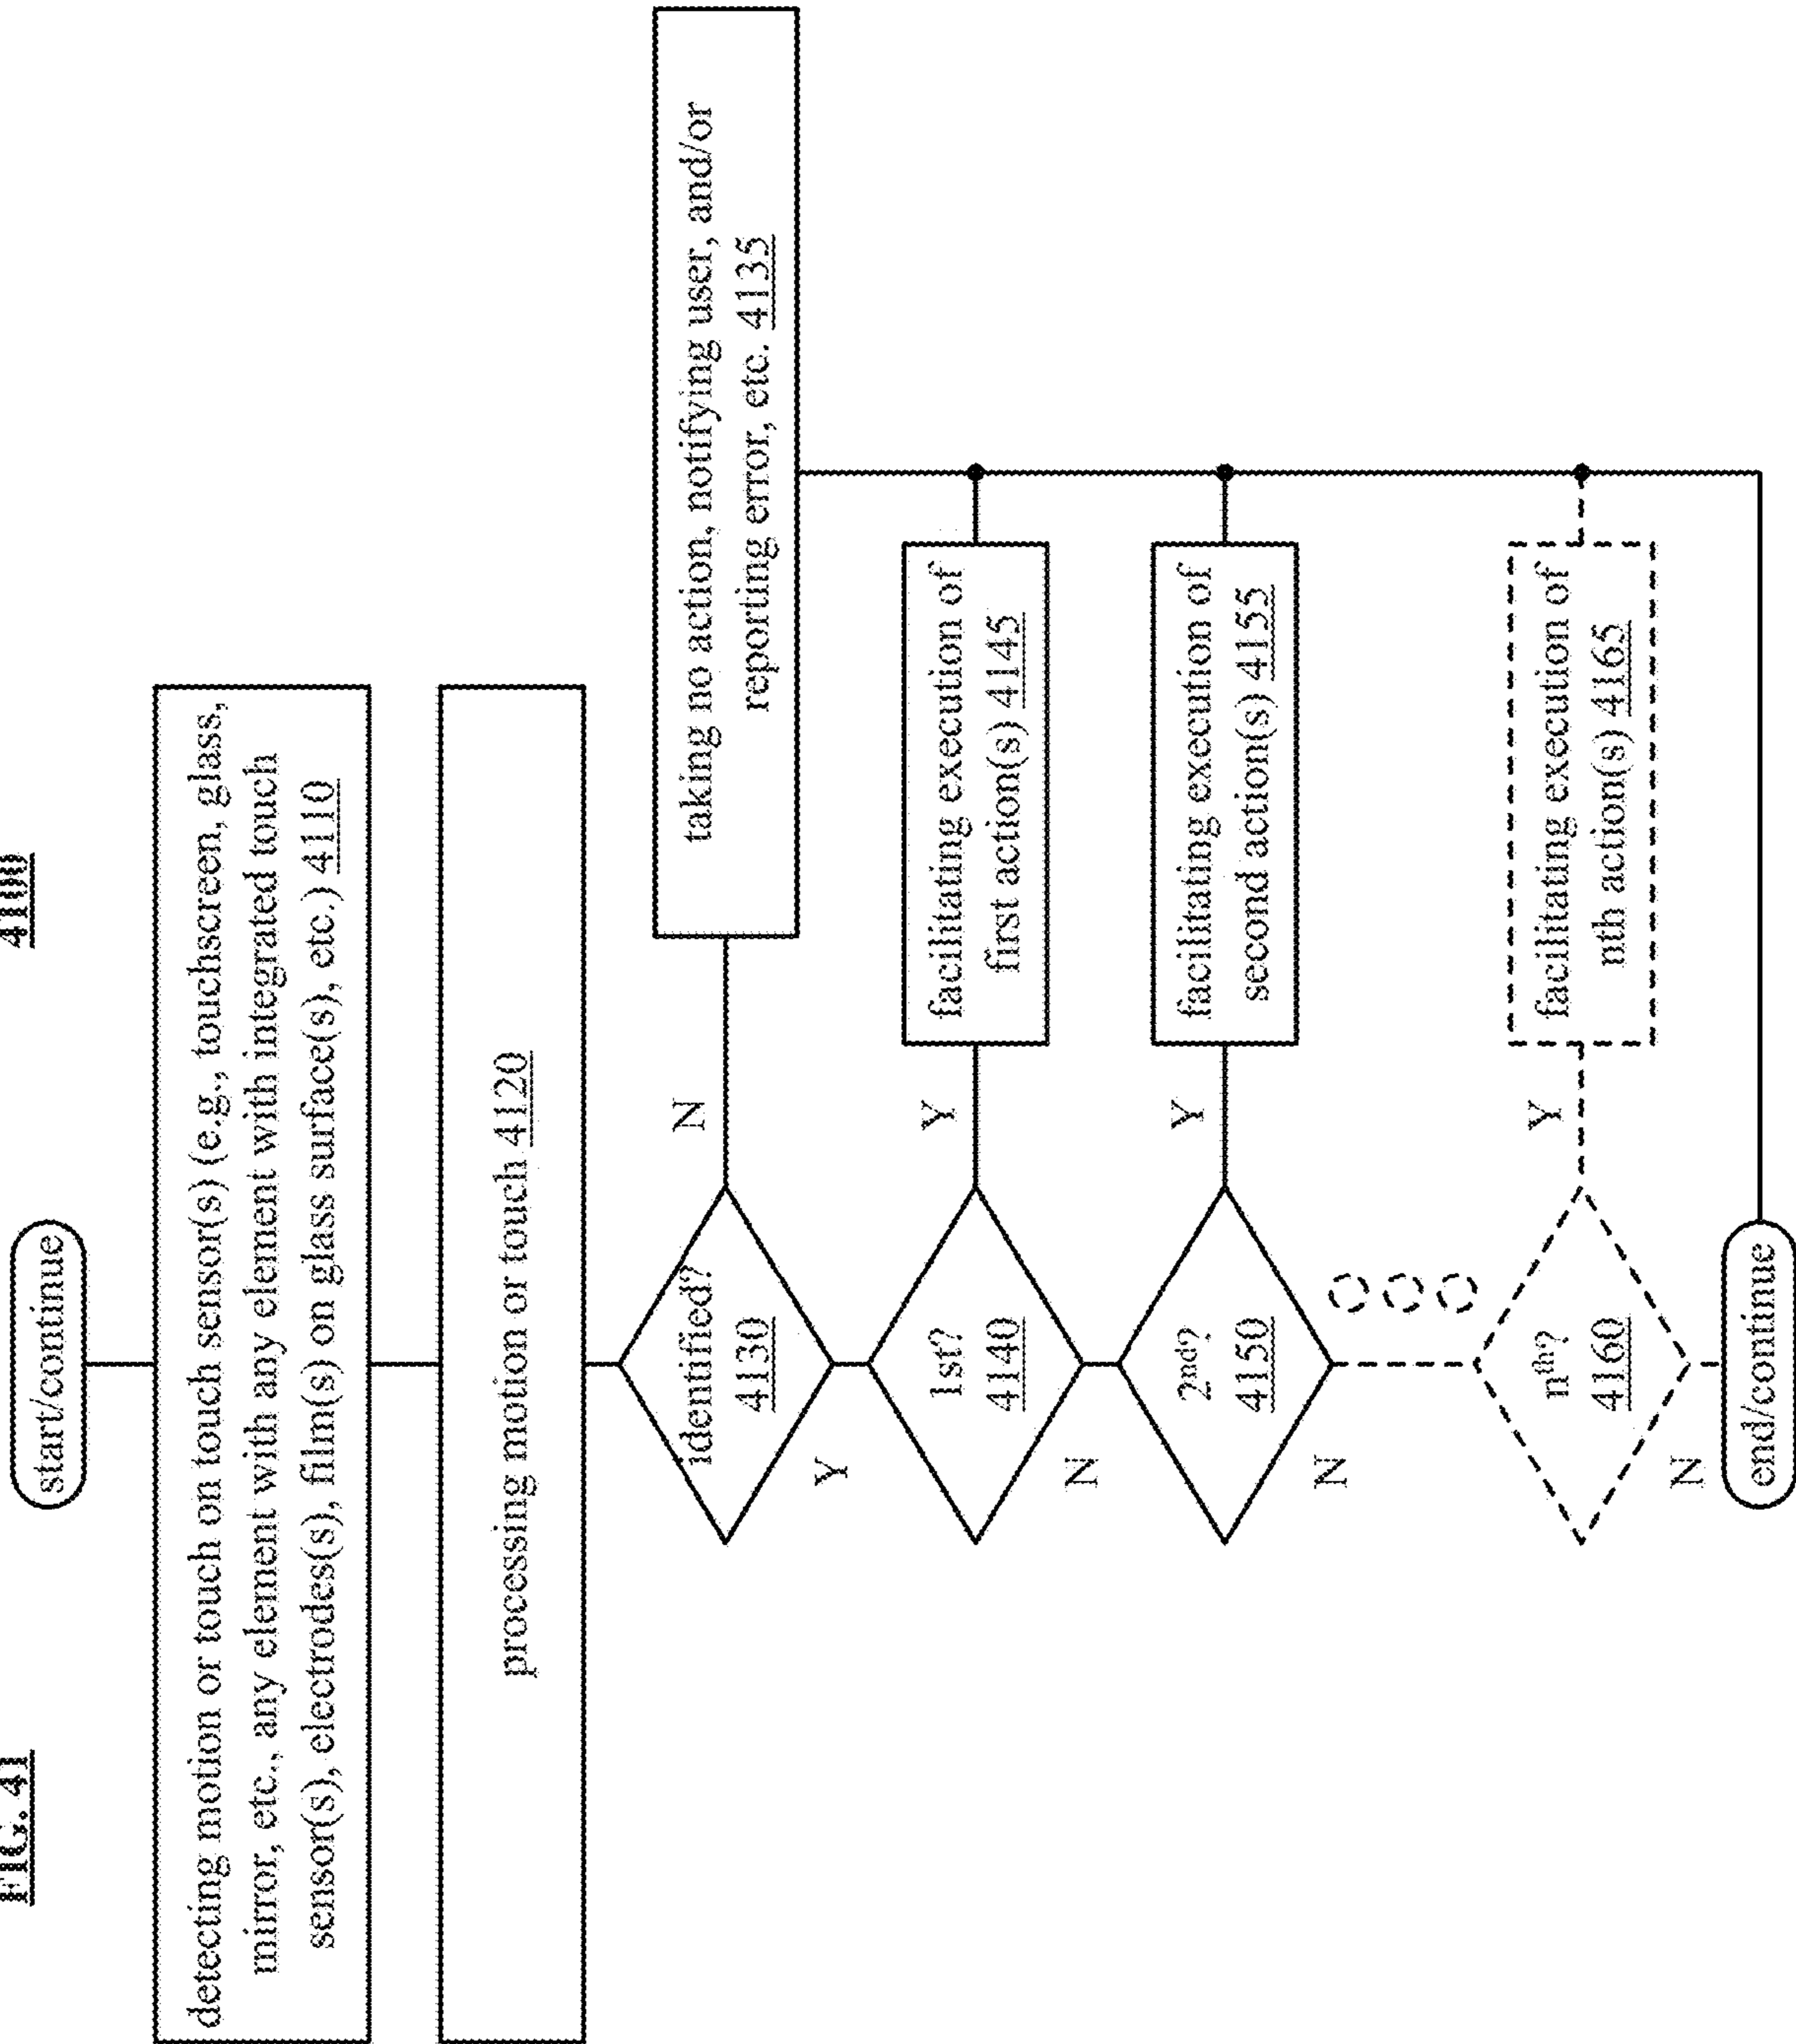 FIG. 41
4100
start/continue
detecting motion or touch on touch sensor(s) (e.g., touchscreen, glass,
mirror, etc., any element with any element with integrated touch
sensor(s), electrodes(s), film(s) on glass surface(s), etc.) 4110
processing motion or touch 4120
identified?
4130
N
Y
taking no action, notifying user, and/or
reporting error, etc. 4135
1st?
4140
Y
N
facilitating execution of
first action(s) 4145
2nd?
4150
Y
N
facilitating execution of
second action(s) 4155
nth?
4160
Y
N
facilitating execution of
nth action(s) 4165
end/continue